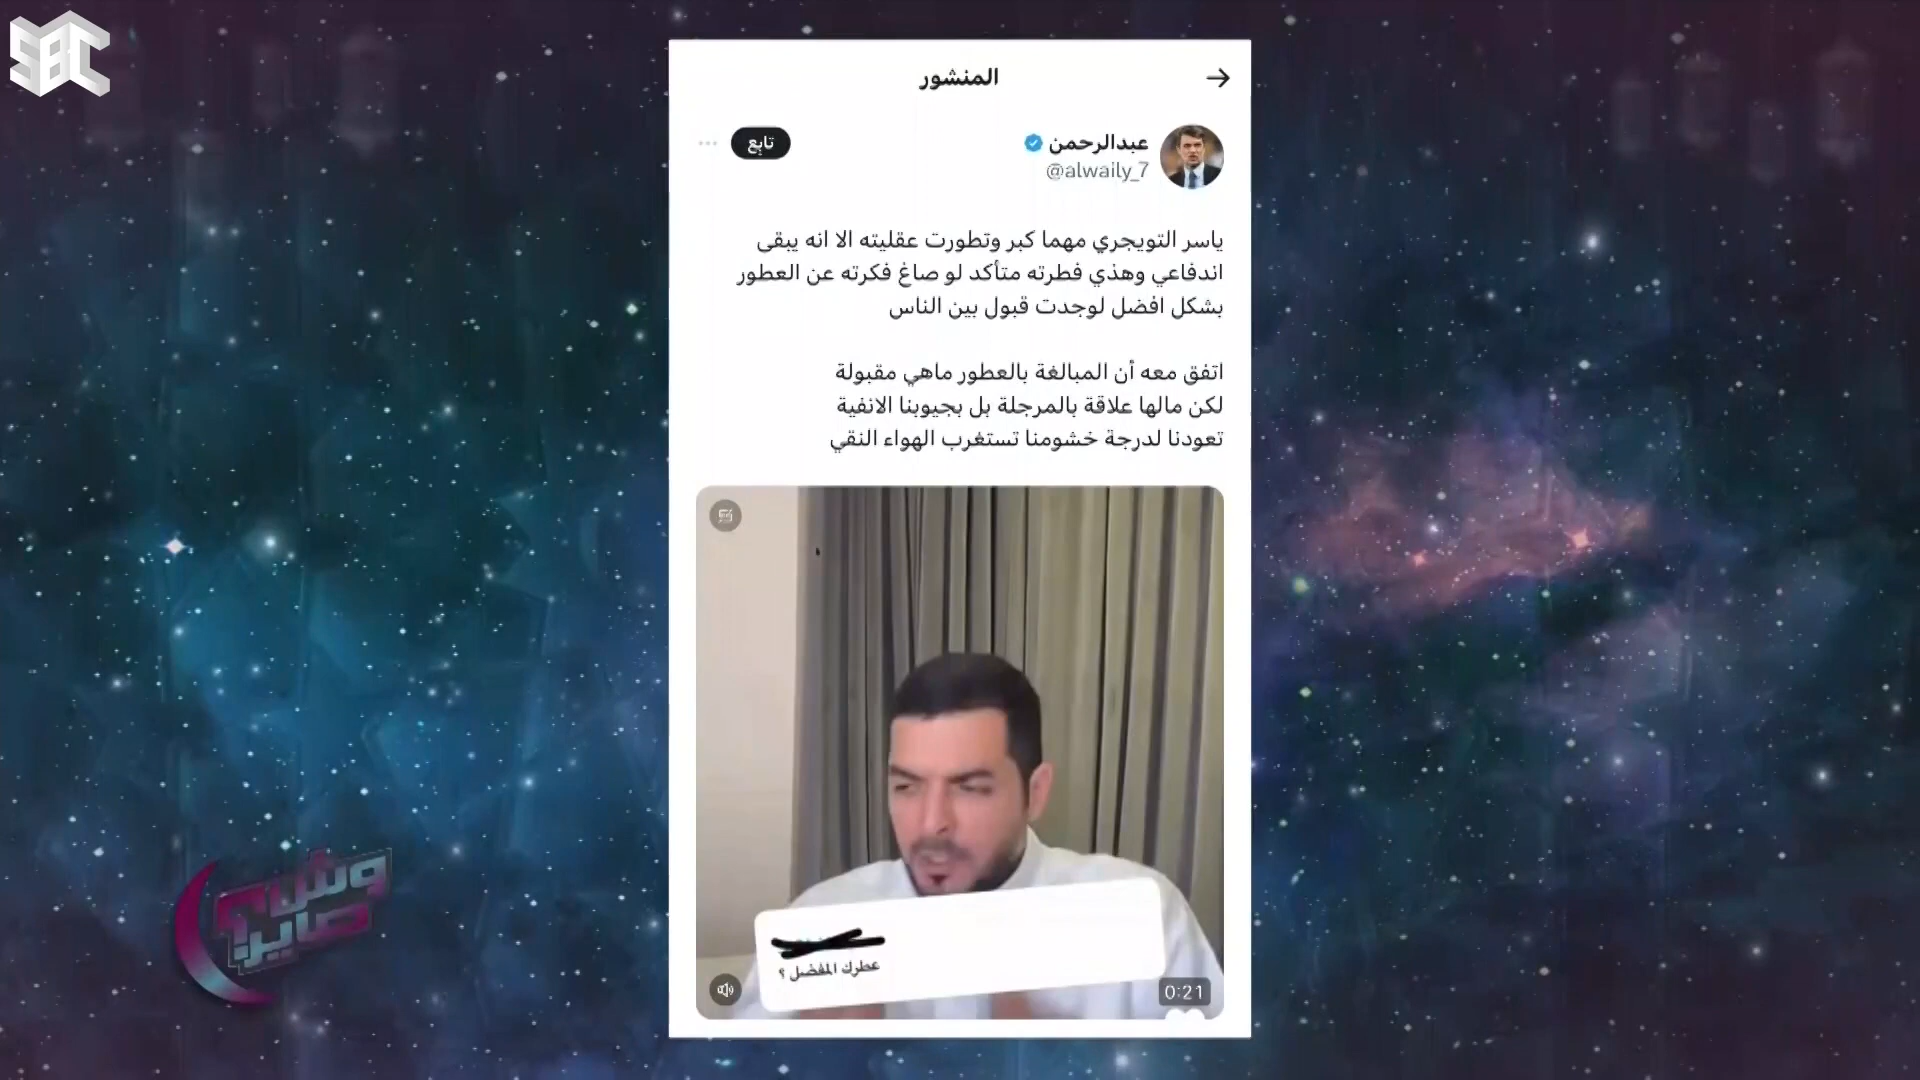 SBC
المنشور
عبدالرحمن
@alwaily_7
تابِع
ياسر التويجري مهما كبر وتطورت عقليته الا انه يبقى
اندفاعي وهذي فطرته متأكد لو صاغ فكرته عن العطور
بشكل افضل لوجدت قبول بين الناس
اتفق معه أن المبالغة بالعطور ماهي مقبولة
لكن مالها علاقة بالمرجلة بل بجيوبنا الانفية
تعودنا لدرجة خشومنا تستغرب الهواء النقي
عطرك المفضل ؟
0:21
وش
صاير؟